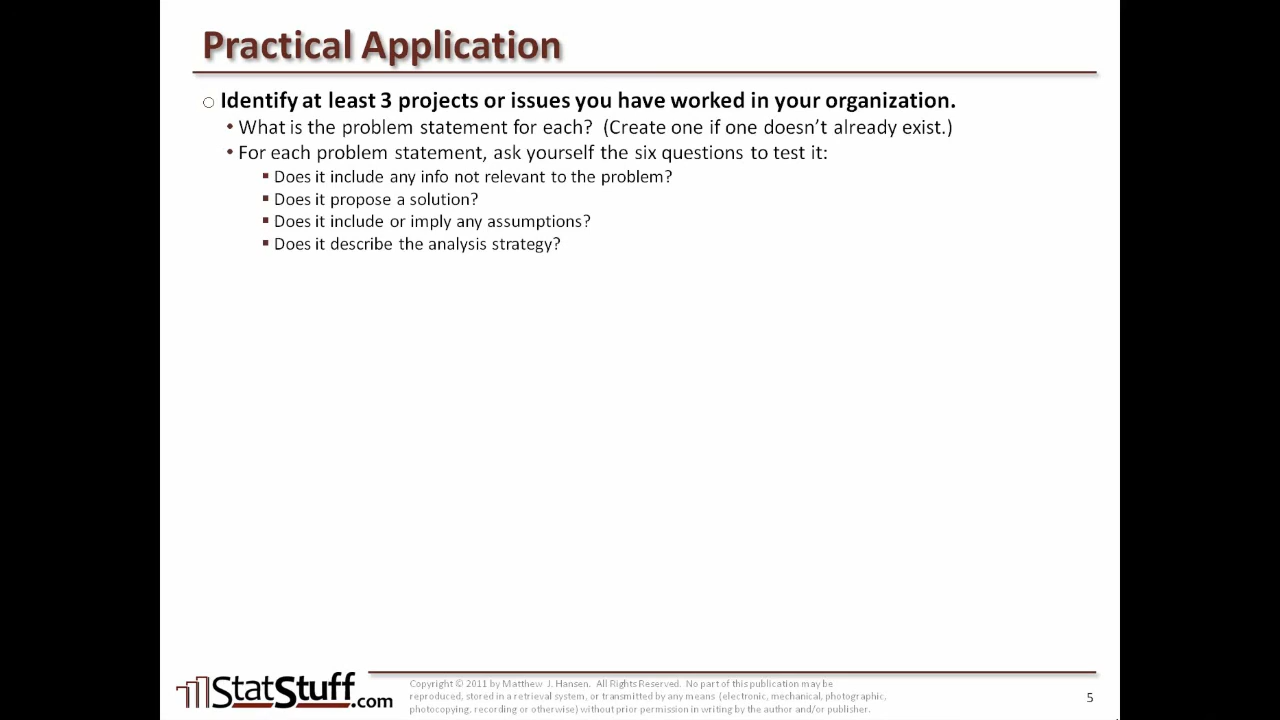 Practical Application
○ Identify at least 3 projects or issues you have worked in your organization.
• What is the problem statement for each? (Create one if one doesn’t already exist.)
• For each problem statement, ask yourself the six questions to test it:
▪ Does it include any info not relevant to the problem?
▪ Does it propose a solution?
▪ Does it include or imply any assumptions?
▪ Does it describe the analysis strategy?
StatStuff.com
Copyright © 2011 by Matthew J. Hansen. All Rights Reserved. No part of this publication may be
reproduced, stored in a retrieval system, or transmitted by any means (electronic, mechanical, photographic,
photocopying, recording or otherwise) without prior permission in writing by the author and/or publisher.
5